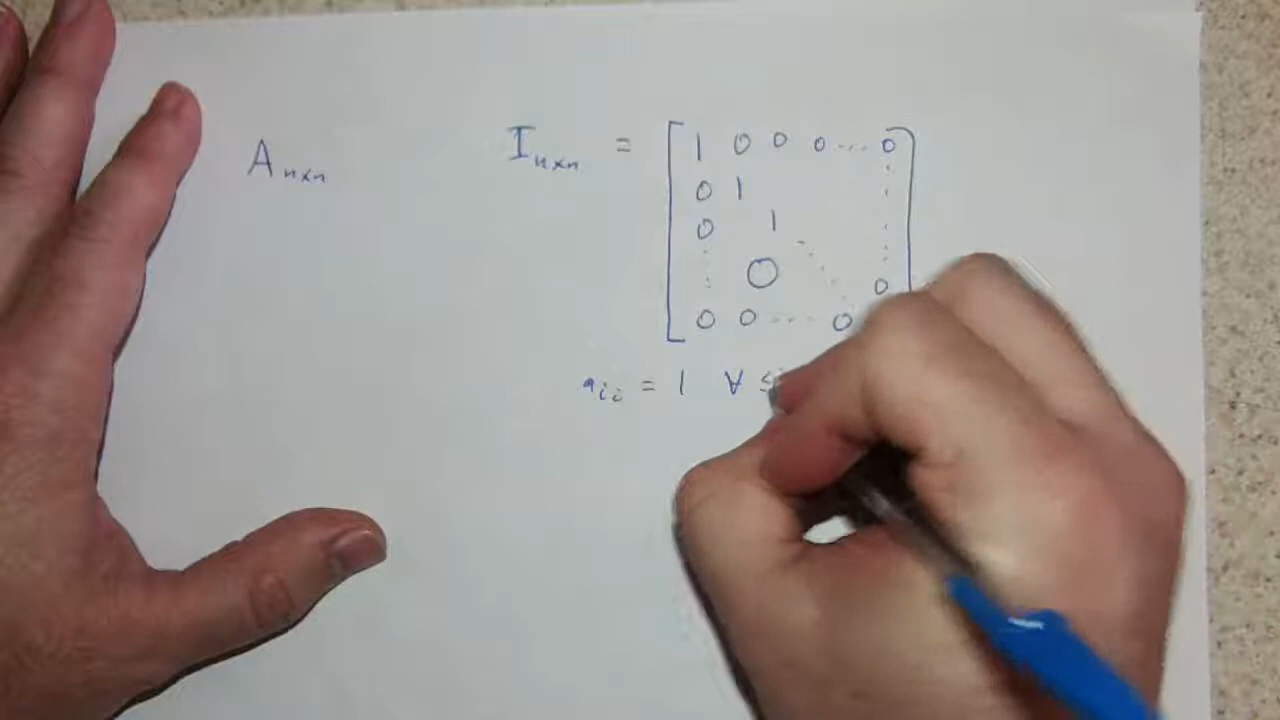 A n×n I n×n = [ 1 0 0 0 ... 0 ]
0 1
0 1
0 0
0 0 ... 0
a ii = 1 ∀